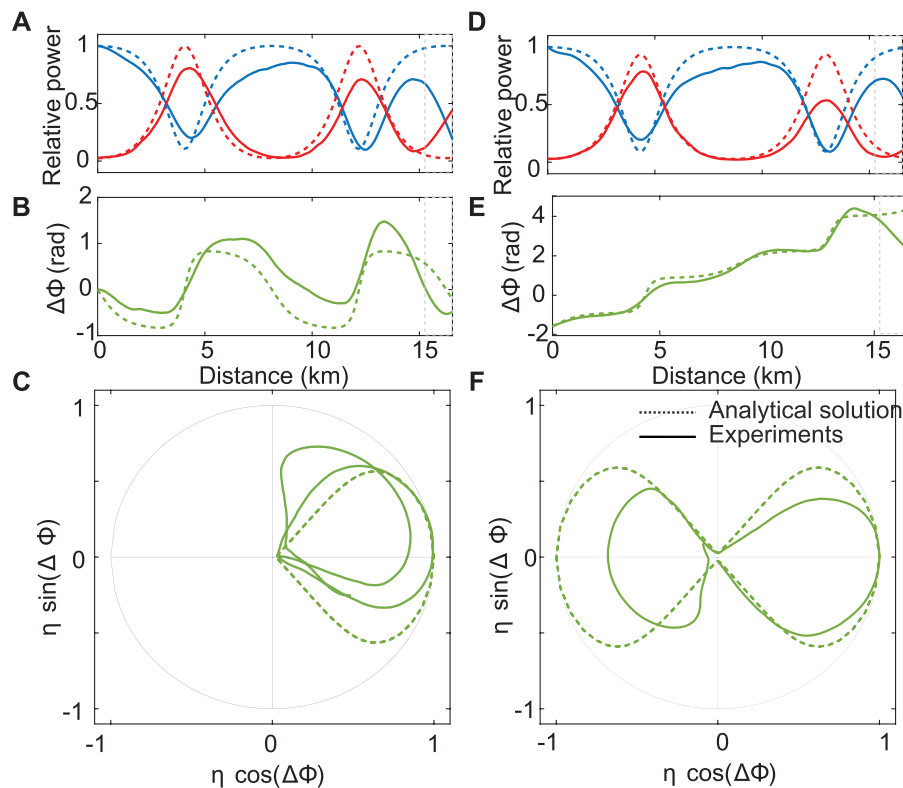 A
Relative power
1
0.5
0
B
ΔΦ (rad)
2
1
0
-1
0
5
10
15
Distance (km)
C
η sin(Δ Φ)
1
0
-1
-1
0
1
η cos(ΔΦ)
D
Relative power
1
0.5
0
E
ΔΦ (rad)
4
2
0
-2
0
5
10
15
Distance (km)
F
Analytical solution
Experiments
η sin(Δ Φ)
1
0
-1
-1
0
1
η cos(ΔΦ)